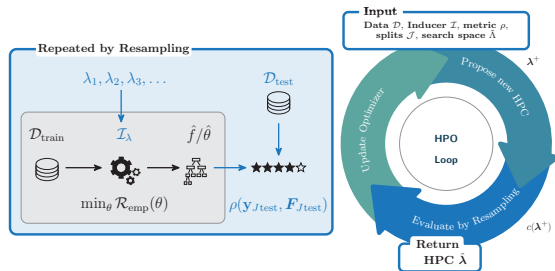 Repeated by Resampling
λ₁, λ₂, λ₃, . . .
𝒟test
𝒟train
ℐλ
f̂/θ̂
minθ ℛemp(θ)
ρ(yJtest, FJtest)
Input
Data 𝒟, Inducer ℐ, metric ρ,
splits 𝒥, search space Λ̃
Propose new HPC
λ⁺
Update Optimizer
HPO
Loop
Evaluate by Resampling
c(λ⁺)
Return
HPC λ̂